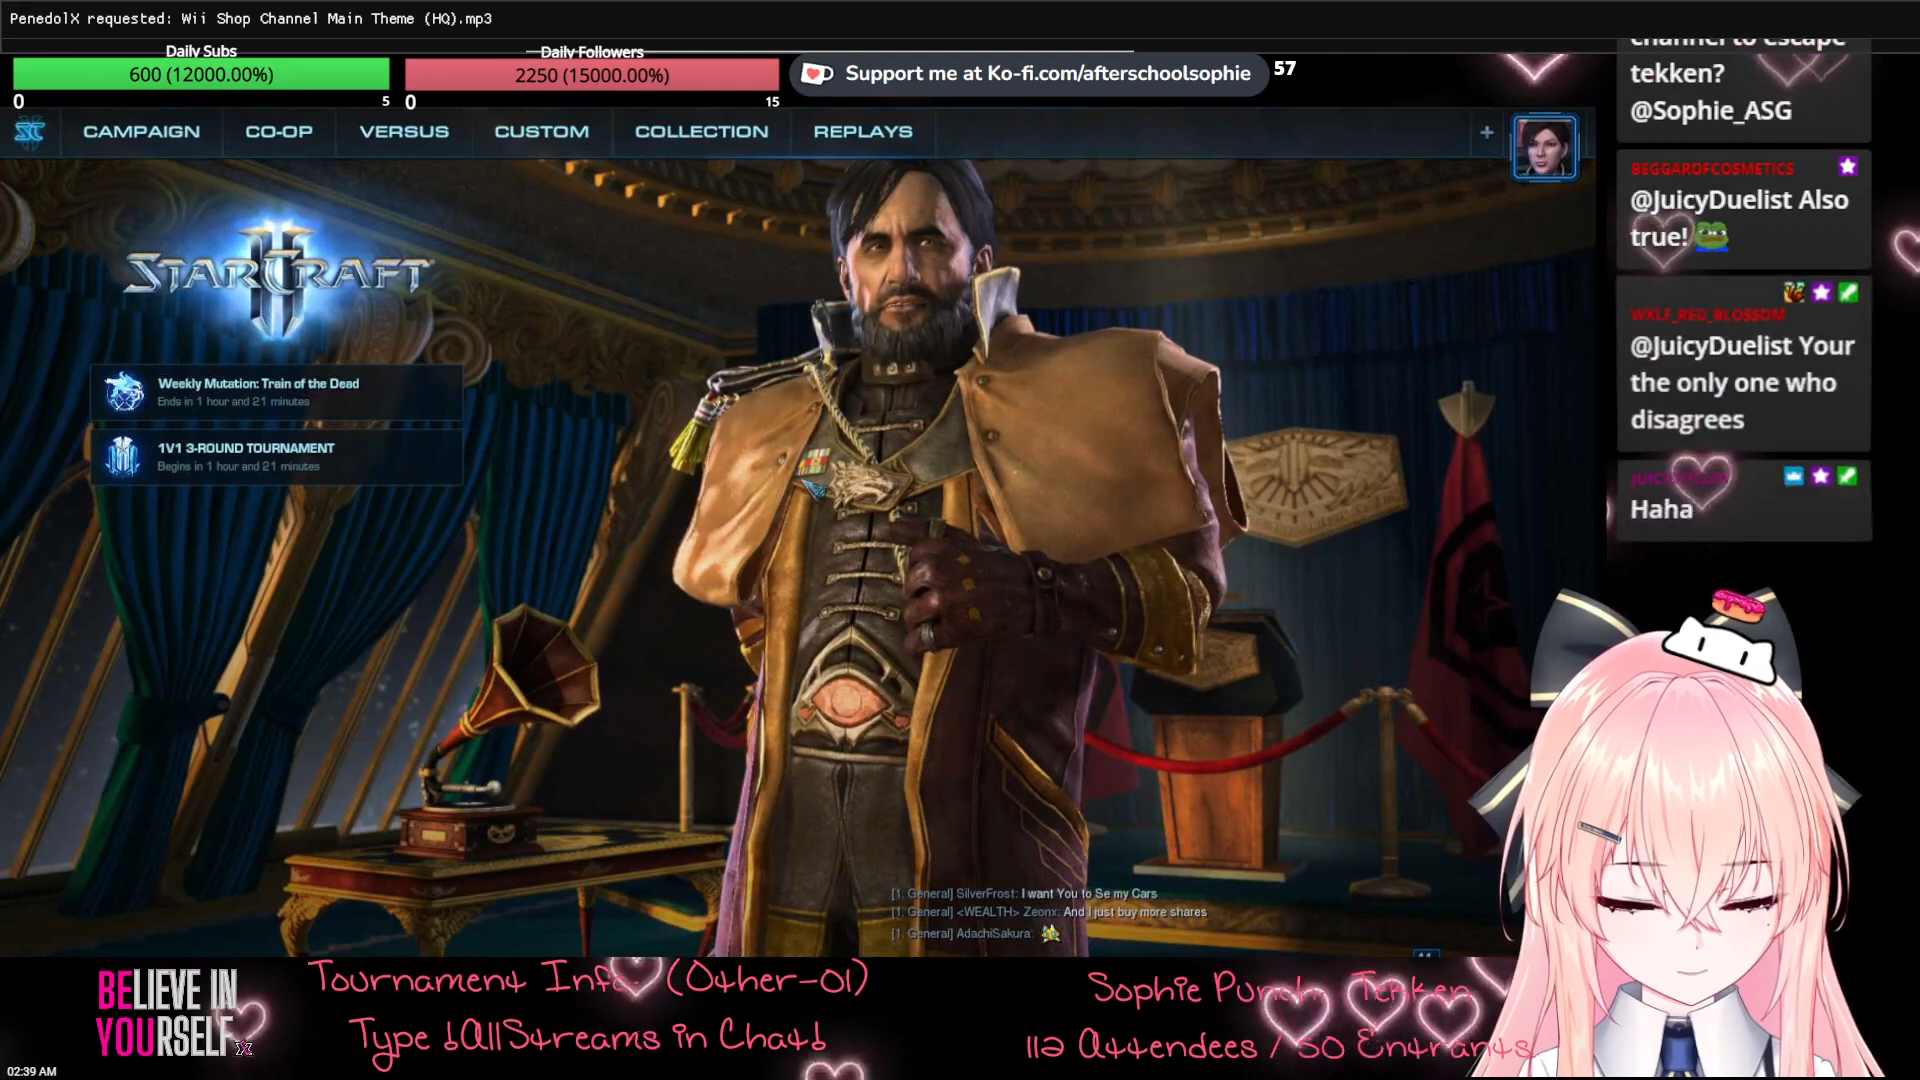 PenedolX requested: Wii Shop Channel Main Theme (HQ).mp3
Daily Subs
600 (12000.00%)
0
5
Daily Followers
2250 (15000.00%)
0
15
Support me at Ko-fi.com/afterschoolsophie
57
CAMPAIGN
CO-OP
VERSUS
CUSTOM
COLLECTION
REPLAYS
STARCRAFT
II
Weekly Mutation: Train of the Dead
Ends in 1 hour and 21 minutes
1V1 3-ROUND TOURNAMENT
Begins in 1 hour and 21 minutes
[1. General] SilverFrost: I want You to Se my Cars
[1. General] <WEALTH> Zeonx: And I just buy more shares
[1. General] AdachiSakura:
channel to escape
tekken?
@Sophie_ASG
BEGGAROFCOSMETICS
@JuicyDuelist Also
true!
WXLF_RED_BLOSSOM
@JuicyDuelist Your
the only one who
disagrees
Haha
BELIEVE IN
YOURSELF
Tournament Info (Other-01)
Type !AllStreams in Chat!
Sophie Punch Tekken
112 Attendees / 50 Entrants
02:39 AM